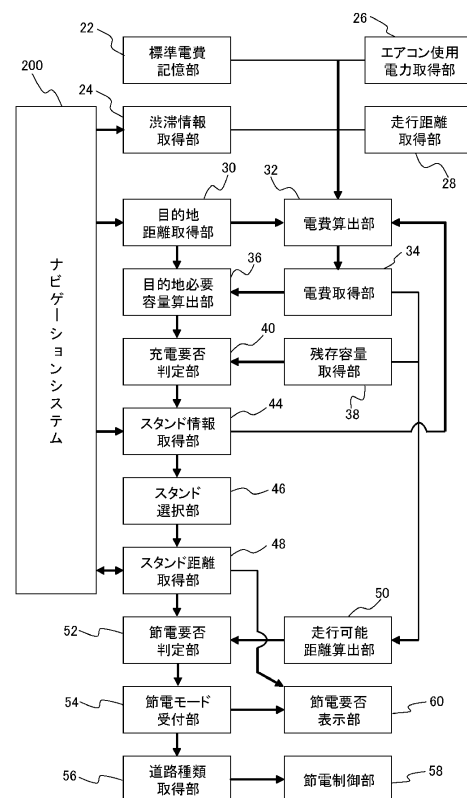 22
標準電費
記憶部
26
エアコン使用
電力取得部
200
24
渋滞情報
取得部
走行距離
取得部
28
30
目的地
距離取得部
32
電費算出部
36
目的地必要
容量算出部
34
電費取得部
ナビゲーションシステム
40
充電要否
判定部
残存容量
取得部
38
44
スタンド情報
取得部
46
スタンド
選択部
48
スタンド距離
取得部
50
52
節電要否
判定部
走行可能
距離算出部
54
節電モード
受付部
節電要否
表示部
60
56
道路種類
取得部
節電制御部
58